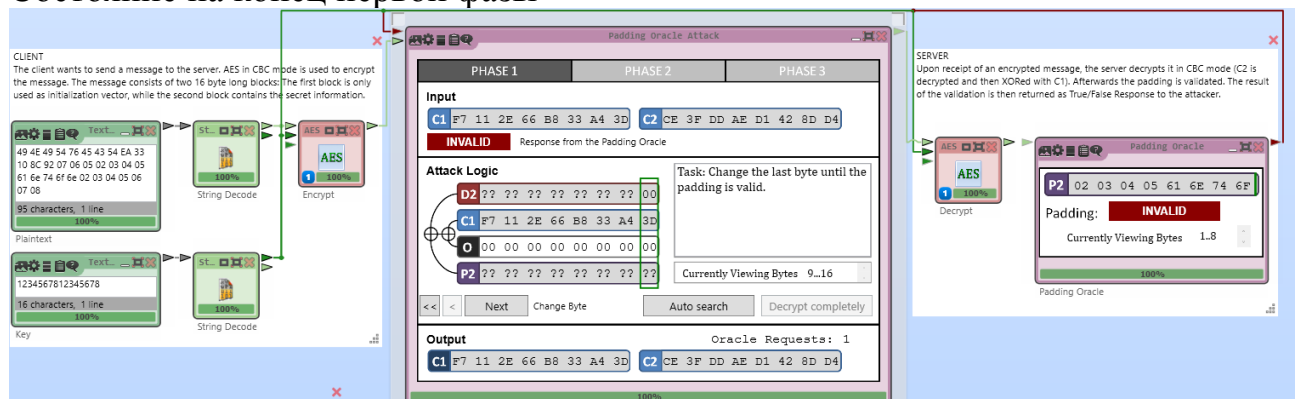 Состояние на конец первой фазы
CLIENT
The client wants to send a message to the server. AES in CBC mode is used to encrypt
the message. The message consists of two 16 byte long blocks: The first block is only
used as initialization vector, while the second block contains the secret information.
Text...
49 4E 49 54 76 45 43 54 EA 33
10 8C 92 07 06 05 02 03 04 05
61 6e 74 6f 6e 02 03 04 05 06
07 08
95 characters, 1 line
100%
Plaintext
St...
100%
String Decode
AES
AES
1 100%
Encrypt
Text...
1234567812345678
16 characters, 1 line
100%
Key
St...
100%
String Decode
Padding Oracle Attack
PHASE 1 PHASE 2 PHASE 3
Input
C1 F7 11 2E 66 B8 33 A4 3D C2 CE 3F DD AE D1 42 8D D4
INVALID Response from the Padding Oracle
Attack Logic
D2 ?? ?? ?? ?? ?? ?? ?? 00
C1 F7 11 2E 66 B8 33 A4 3D
O 00 00 00 00 00 00 00 00
P2 ?? ?? ?? ?? ?? ?? ?? ??
Task: Change the last byte until the
padding is valid.
Currently Viewing Bytes 9...16
<< < Next Change Byte Auto search Decrypt completely
Output Oracle Requests: 1
C1 F7 11 2E 66 B8 33 A4 3D C2 CE 3F DD AE D1 42 8D D4
100%
SERVER
Upon receipt of an encrypted message, the server decrypts it in CBC mode (C2 is
decrypted and then XORed with C1). Afterwards the padding is validated. The result
of the validation is then returned as True/False Response to the attacker.
AES
AES
1 100%
Decrypt
Padding Oracle
P2 02 03 04 05 61 6E 74 6F
Padding: INVALID
Currently Viewing Bytes 1..8
100%
Padding Oracle